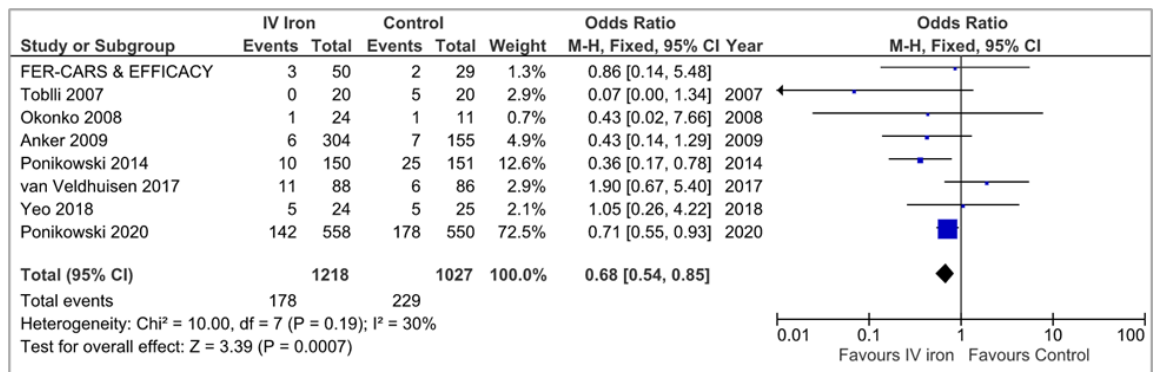 IV Iron Control Odds Ratio Odds Ratio
Study or Subgroup Events Total Events Total Weight M-H, Fixed, 95% CI Year M-H, Fixed, 95% CI
FER-CARS & EFFICACY 3 50 2 29 1.3% 0.86 [0.14, 5.48]
Toblli 2007 0 20 5 20 2.9% 0.07 [0.00, 1.34] 2007
Okonko 2008 1 24 1 11 0.7% 0.43 [0.02, 7.66] 2008
Anker 2009 6 304 7 155 4.9% 0.43 [0.14, 1.29] 2009
Ponikowski 2014 10 150 25 151 12.6% 0.36 [0.17, 0.78] 2014
van Veldhuisen 2017 11 88 6 86 2.9% 1.90 [0.67, 5.40] 2017
Yeo 2018 5 24 5 25 2.1% 1.05 [0.26, 4.22] 2018
Ponikowski 2020 142 558 178 550 72.5% 0.71 [0.55, 0.93] 2020
Total (95% CI) 1218 1027 100.0% 0.68 [0.54, 0.85]
Total events 178 229
Heterogeneity: Chi² = 10.00, df = 7 (P = 0.19); I² = 30%
Test for overall effect: Z = 3.39 (P = 0.0007)
0.01 0.1 1 10 100
Favours IV iron Favours Control